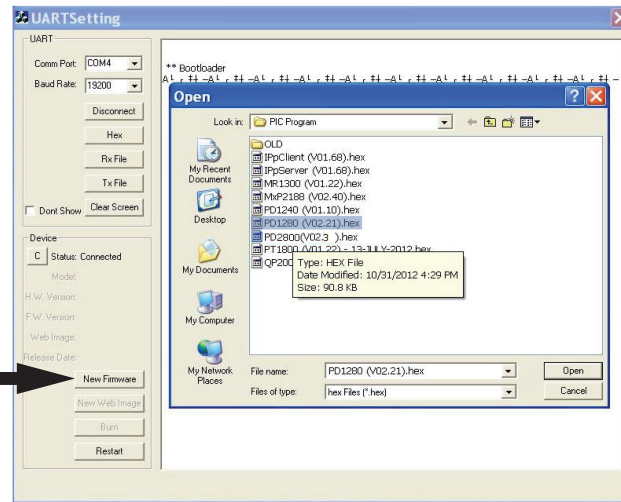 UARTSetting
UART
Comm Port: COM4
Baud Rate: 19200
Disconnect
Hex
Rx File
Tx File
Dont Show
Clear Screen
Device
C Status: Connected
Model:
H.W. Version:
F.W. Version:
Web Image:
Release Date:
New Firmware
New Web Image
Burn
Restart
** Bootloader
Open
Look in: PIC Program
My Recent Documents
Desktop
My Documents
My Computer
My Network Places
OLD
IPpClient (V01.68).hex
IPpServer (V01.68).hex
MR1300 (V01.22).hex
MxP2188 (V02.40).hex
PD1240 (V01.10).hex
PD1280 (V02.21).hex
PD2800(V02.3 ).hex
PT1800 (V01.22) - 13-JULY-2012.hex
Type: HEX File
Date Modified: 10/31/2012 4:29 PM
Size: 90.8 KB
File name: PD1280 (V02.21).hex
Open
Files of type: hex Files (*.hex)
Cancel